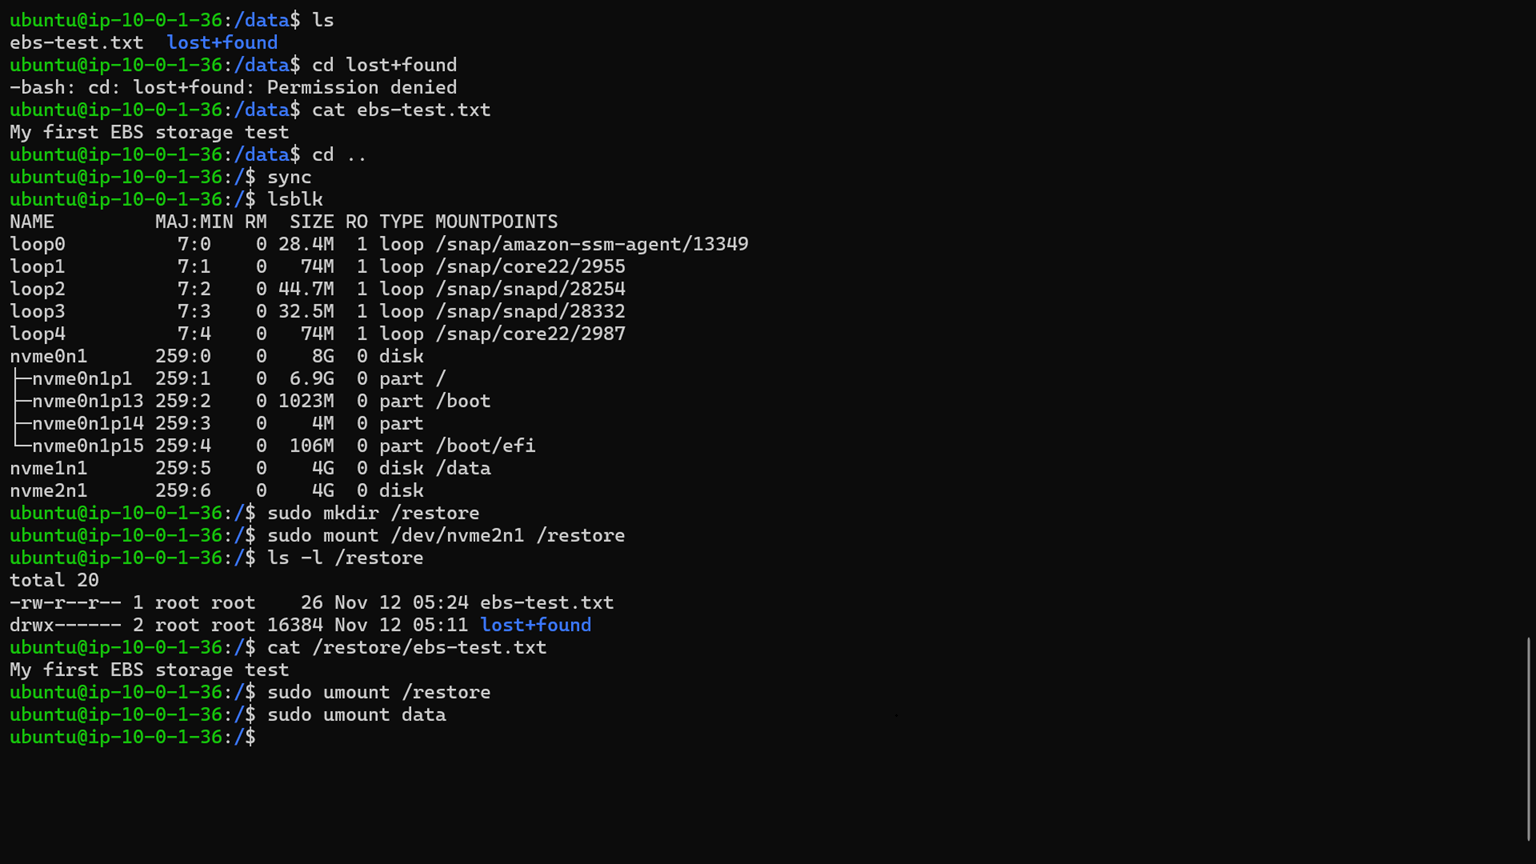 ubuntu@ip-10-0-1-36:/data$ ls
ebs-test.txt  lost+found
ubuntu@ip-10-0-1-36:/data$ cd lost+found
-bash: cd: lost+found: Permission denied
ubuntu@ip-10-0-1-36:/data$ cat ebs-test.txt
My first EBS storage test
ubuntu@ip-10-0-1-36:/data$ cd ..
ubuntu@ip-10-0-1-36:/$ sync
ubuntu@ip-10-0-1-36:/$ lsblk
NAME         MAJ:MIN RM   SIZE RO TYPE MOUNTPOINTS
loop0          7:0    0 28.4M  1 loop /snap/amazon-ssm-agent/13349
loop1          7:1    0   74M  1 loop /snap/core22/2955
loop2          7:2    0 44.7M  1 loop /snap/snapd/28254
loop3          7:3    0 32.5M  1 loop /snap/snapd/28332
loop4          7:4    0   74M  1 loop /snap/core22/2987
nvme0n1      259:0    0    8G  0 disk
├─nvme0n1p1  259:1    0  6.9G  0 part /
├─nvme0n1p13 259:2    0 1023M  0 part /boot
├─nvme0n1p14 259:3    0    4M  0 part
└─nvme0n1p15 259:4    0  106M  0 part /boot/efi
nvme1n1      259:5    0    4G  0 disk /data
nvme2n1      259:6    0    4G  0 disk
ubuntu@ip-10-0-1-36:/$ sudo mkdir /restore
ubuntu@ip-10-0-1-36:/$ sudo mount /dev/nvme2n1 /restore
ubuntu@ip-10-0-1-36:/$ ls -l /restore
total 20
-rw-r--r-- 1 root root    26 Nov 12 05:24 ebs-test.txt
drwx------ 2 root root 16384 Nov 12 05:11 lost+found
ubuntu@ip-10-0-1-36:/$ cat /restore/ebs-test.txt
My first EBS storage test
ubuntu@ip-10-0-1-36:/$ sudo umount /restore
ubuntu@ip-10-0-1-36:/$ sudo umount data
ubuntu@ip-10-0-1-36:/$